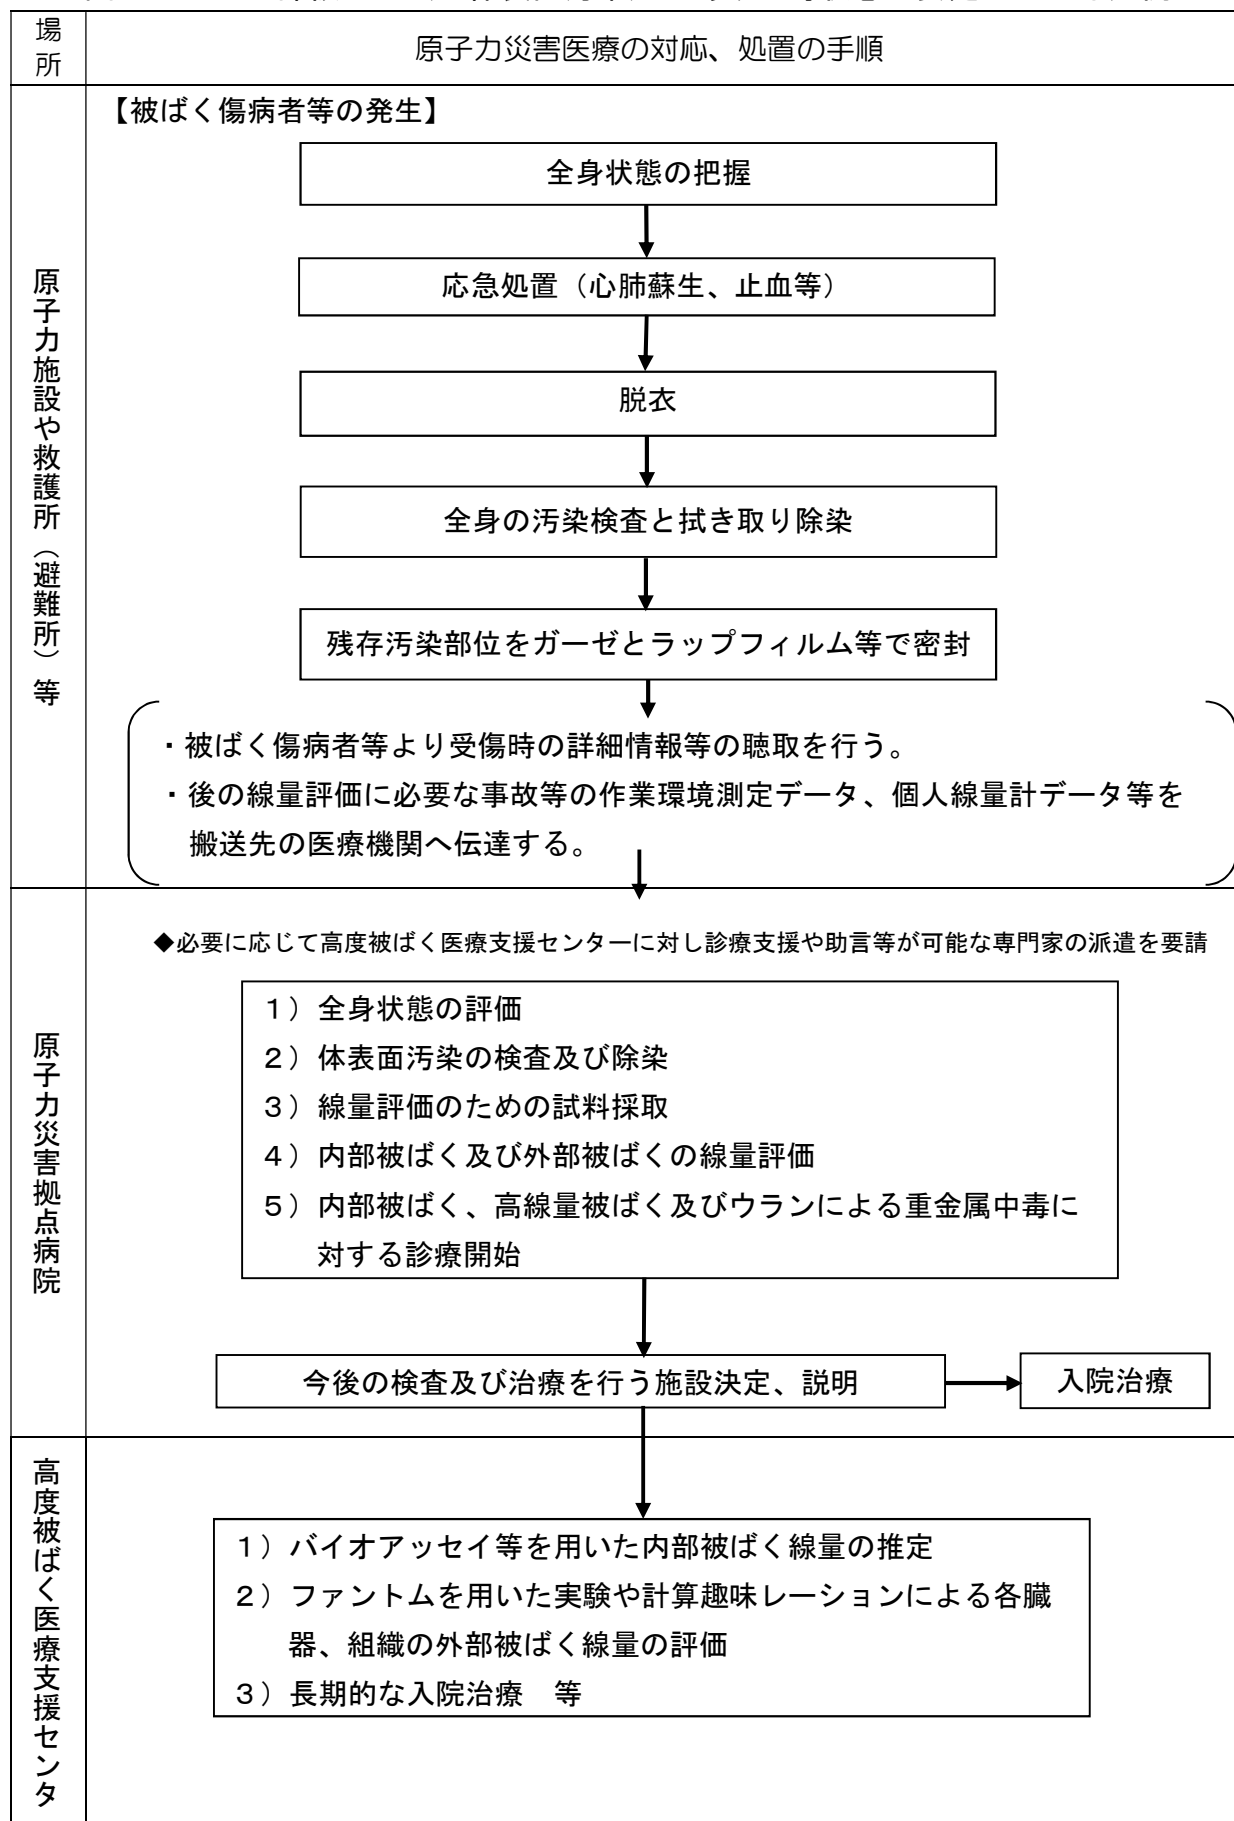 場所
原子力災害医療の対応、処置の手順
原子力施設や救護所（避難所）等
【被ばく傷病者等の発生】
全身状態の把握
応急処置（心肺蘇生、止血等）
脱衣
全身の汚染検査と拭き取り除染
残存汚染部位をガーゼとラップフィルム等で密封
・被ばく傷病者等より受傷時の詳細情報等の聴取を行う。
・後の線量評価に必要な事故等の作業環境測定データ、個人線量計データ等を
搬送先の医療機関へ伝達する。
原子力災害拠点病院
◆必要に応じて高度被ばく医療支援センターに対し診療支援や助言等が可能な専門家の派遣を要請
１）全身状態の評価
２）体表面汚染の検査及び除染
３）線量評価のための試料採取
４）内部被ばく及び外部被ばくの線量評価
５）内部被ばく、高線量被ばく及びウランによる重金属中毒に
対する診療開始
今後の検査及び治療を行う施設決定、説明
入院治療
高度被ばく医療支援センタ
１）バイオアッセイ等を用いた内部被ばく線量の推定
２）ファントムを用いた実験や計算趣味レーションによる各臓
器、組織の外部被ばく線量の評価
３）長期的な入院治療　等